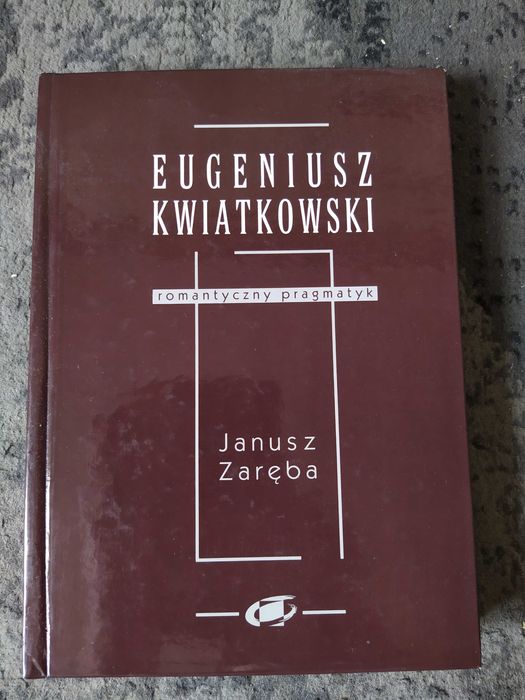 EUGENIUSZ
KWIATKOWSKI
romantyczny pragmatyk
Janusz
Zaręba